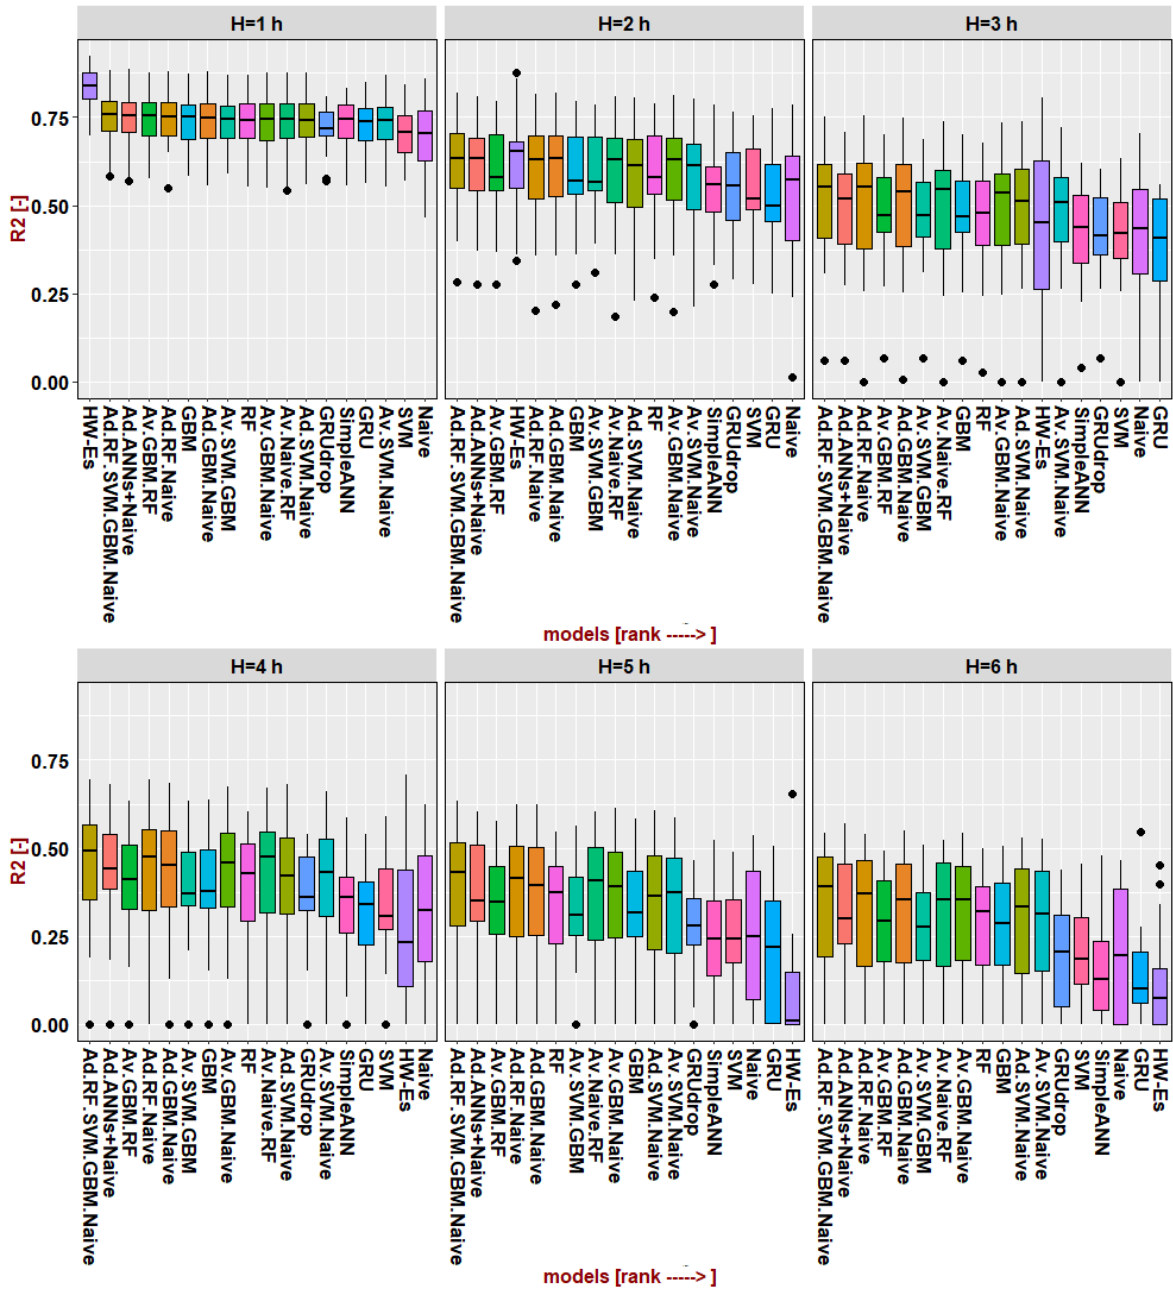 H=1 h
H=2 h
H=3 h
R2 [-]
0.75
0.50
0.25
0.00
HW-Es
Ad.RF.SVM.GBM.Naive
Ad.ANNs+Naive
Av.GBM.RF
Ad.RF.Naive
GBM
Ad.GBM.Naive
Av.SVM.GBM
RF
Av.GBM.Naive
Av.Naive.RF
Ad.SVM.Naive
GRUdrop
SimpleANN
GRU
Av.SVM.Naive
SVM
Naive
Ad.RF.SVM.GBM.Naive
Ad.ANNs+Naive
Av.GBM.RF
HW-Es
Ad.RF.Naive
Ad.GBM.Naive
GBM
Av.SVM.GBM
Av.Naive.RF
Ad.SVM.Naive
RF
Av.GBM.Naive
Av.SVM.Naive
SimpleANN
GRUdrop
SVM
GRU
Naive
Ad.RF.SVM.GBM.Naive
Ad.ANNs+Naive
Ad.RF.Naive
Av.GBM.RF
Ad.GBM.Naive
Av.SVM.GBM
Av.Naive.RF
GBM
RF
Av.GBM.Naive
Ad.SVM.Naive
HW-Es
Av.SVM.Naive
SimpleANN
GRUdrop
SVM
Naive
GRU
models [rank -----> ]
H=4 h
H=5 h
H=6 h
R2 [-]
0.75
0.50
0.25
0.00
Ad.RF.SVM.GBM.Naive
Ad.ANNs+Naive
Av.GBM.RF
Ad.RF.Naive
Ad.GBM.Naive
Av.SVM.GBM
GBM
Av.GBM.Naive
RF
Av.Naive.RF
Ad.SVM.Naive
GRUdrop
Av.SVM.Naive
SimpleANN
GRU
SVM
HW-Es
Naive
Ad.RF.SVM.GBM.Naive
Ad.ANNs+Naive
Av.GBM.RF
Ad.RF.Naive
Ad.GBM.Naive
RF
Av.SVM.GBM
Av.Naive.RF
Av.GBM.Naive
GBM
Ad.SVM.Naive
Av.SVM.Naive
GRUdrop
SimpleANN
SVM
Naive
GRU
HW-Es
Ad.RF.SVM.GBM.Naive
Ad.ANNs+Naive
Ad.RF.Naive
Av.GBM.RF
Ad.GBM.Naive
Av.SVM.GBM
Av.Naive.RF
Av.GBM.Naive
RF
GBM
Ad.SVM.Naive
Av.SVM.Naive
GRUdrop
SVM
SimpleANN
Naive
GRU
HW-Es
models [rank -----> ]